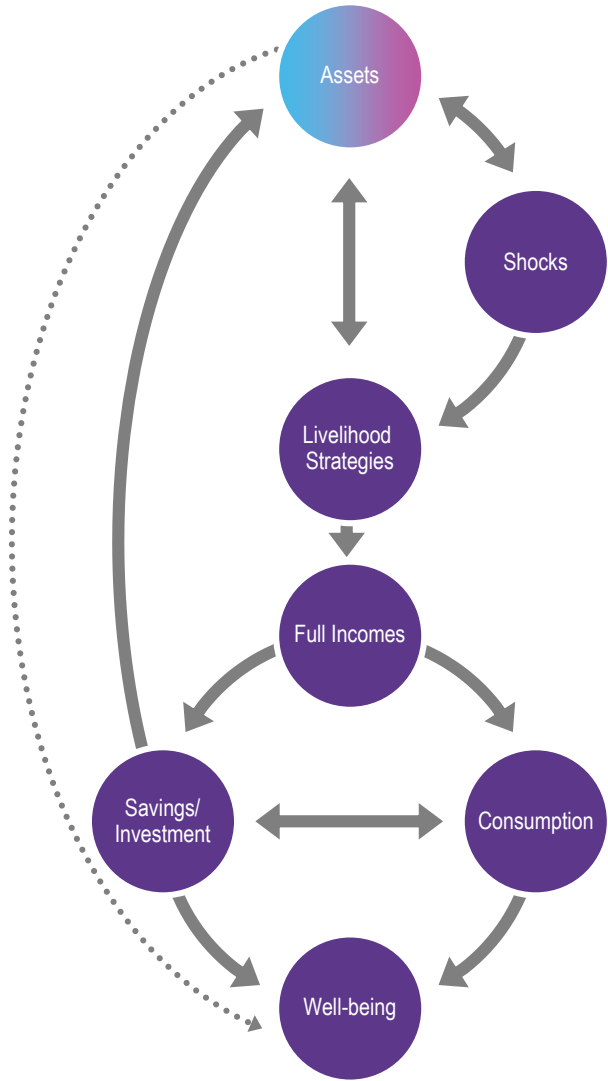 Assets
Shocks
Livelihood
Strategies
Full Incomes
Savings/
Investment
Consumption
Well-being